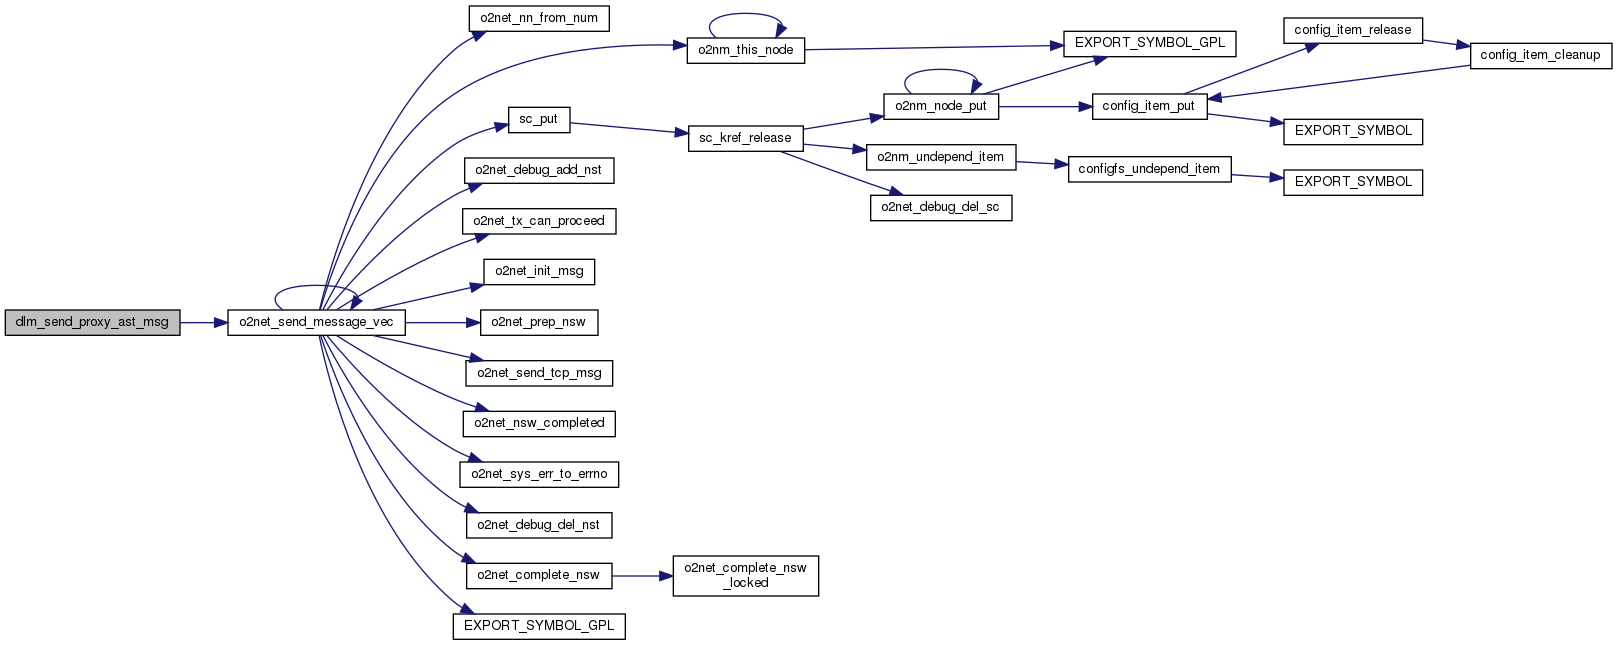 o2net_nn_from_num
o2nm_this_node
EXPORT_SYMBOL_GPL
config_item_release
config_item_cleanup
o2nm_node_put
config_item_put
sc_put
EXPORT_SYMBOL
sc_kref_release
o2nm_undepend_item
o2net_debug_add_nst
configfs_undepend_item
EXPORT_SYMBOL
o2net_debug_del_sc
o2net_tx_can_proceed
o2net_init_msg
dlm_send_proxy_ast_msg
o2net_send_message_vec
o2net_prep_nsw
o2net_send_tcp_msg
o2net_nsw_completed
o2net_sys_err_to_errno
o2net_debug_del_nst
o2net_complete_nsw
o2net_complete_nsw
_locked
EXPORT_SYMBOL_GPL